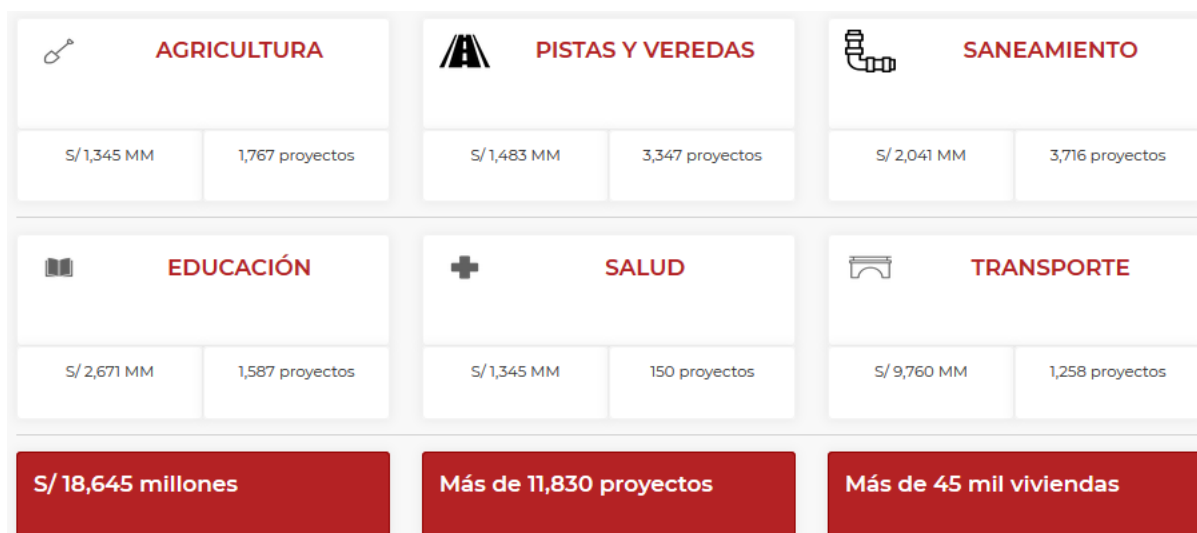 AGRICULTURA
PISTAS Y VEREDAS
SANEAMIENTO
S/ 1,345 MM
1,767 proyectos
S/ 1,483 MM
3,347 proyectos
S/ 2,041 MM
3,716 proyectos
EDUCACIÓN
SALUD
TRANSPORTE
S/ 2,671 MM
1,587 proyectos
S/ 1,345 MM
150 proyectos
S/ 9,760 MM
1,258 proyectos
S/ 18,645 millones
Más de 11,830 proyectos
Más de 45 mil viviendas